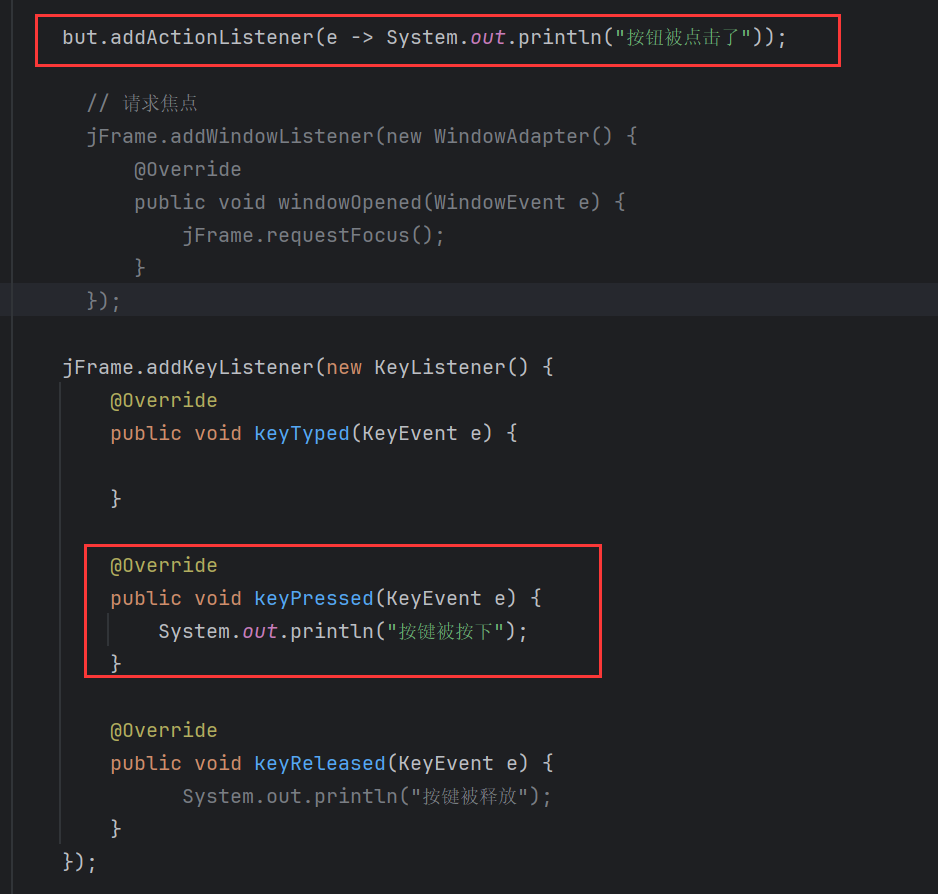 but.addActionListener(e -> System.out.println("按钮被点击了"));
// 请求焦点
jFrame.addWindowListener(new WindowAdapter() {
@Override
public void windowOpened(WindowEvent e) {
jFrame.requestFocus();
}
});
jFrame.addKeyListener(new KeyListener() {
@Override
public void keyTyped(KeyEvent e) {
}
@Override
public void keyPressed(KeyEvent e) {
System.out.println("按键被按下");
}
@Override
public void keyReleased(KeyEvent e) {
System.out.println("按键被释放");
}
});